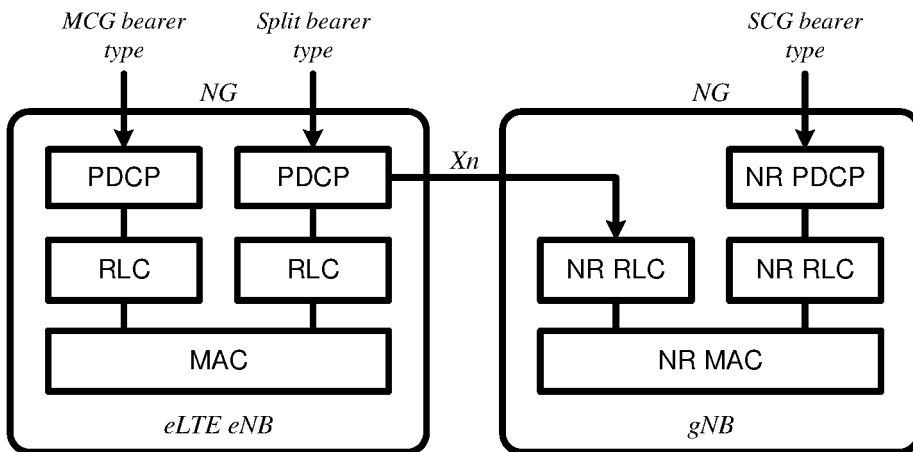 MCG bearer
type
Split bearer
type
SCG bearer
type
NG
NG
PDCP
PDCP
Xn
NR PDCP
RLC
RLC
NR RLC
NR RLC
MAC
NR MAC
eLTE eNB
gNB